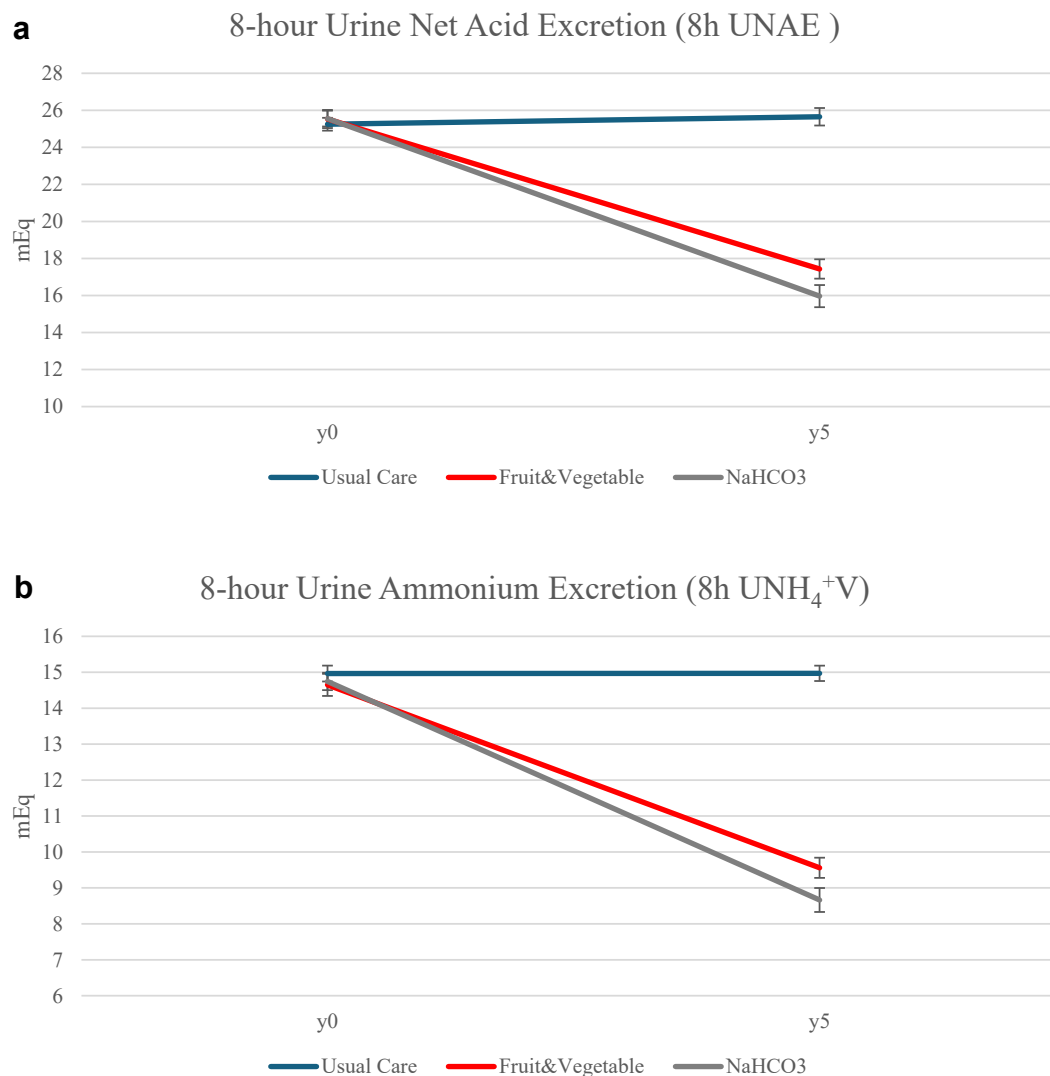 a
8-hour Urine Net Acid Excretion (8h UNAE )
28
26
24
22
20
18
16
14
12
10
mEq
y0 y5
Usual Care Fruit&Vegetable NaHCO3
b
8-hour Urine Ammonium Excretion (8h UNH₄⁺V)
16
15
14
13
12
11
10
9
8
7
6
mEq
y0 y5
Usual Care Fruit&Vegetable NaHCO3